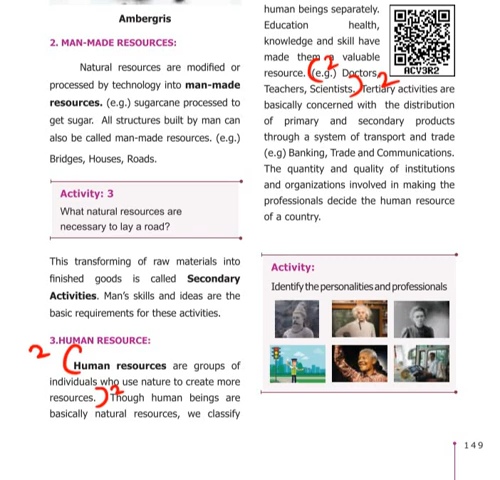 Ambergris
2. MAN-MADE RESOURCES:
Natural resources are modified or
processed by technology into man-made
resources. (e.g.) sugarcane processed to
get sugar. All structures built by man can
also be called man-made resources. (e.g.)
Bridges, Houses, Roads.
Activity: 3
What natural resources are
necessary to lay a road?
This transforming of raw materials into
finished goods is called Secondary
Activities. Man's skills and ideas are the
basic requirements for these activities.
3.HUMAN RESOURCE:
2
Human resources are groups of
individuals who use nature to create more
resources. 2 Though human beings are
basically natural resources, we classify
human beings separately.
Education health,
knowledge and skill have
made them a valuable
2
resource. (e.g.) Doctors,
ACV3R2
2
Teachers, Scientists. Tertiary activities are
basically concerned with the distribution
of primary and secondary products
through a system of transport and trade
(e.g) Banking, Trade and Communications.
The quantity and quality of institutions
and organizations involved in making the
professionals decide the human resource
of a country.
Activity:
Identify the personalities and professionals
149